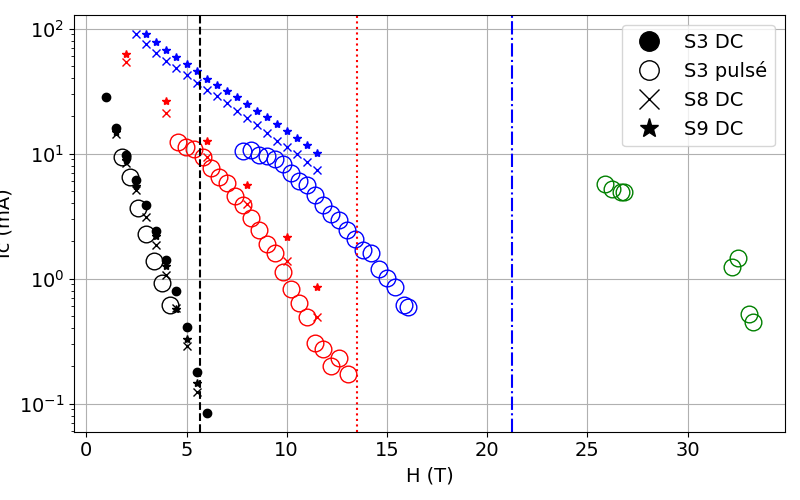 Ic (mA)
10²
10¹
10⁰
10⁻¹
S3 DC
S3 pulsé
S8 DC
S9 DC
0 5 10 15 20 25 30
H (T)